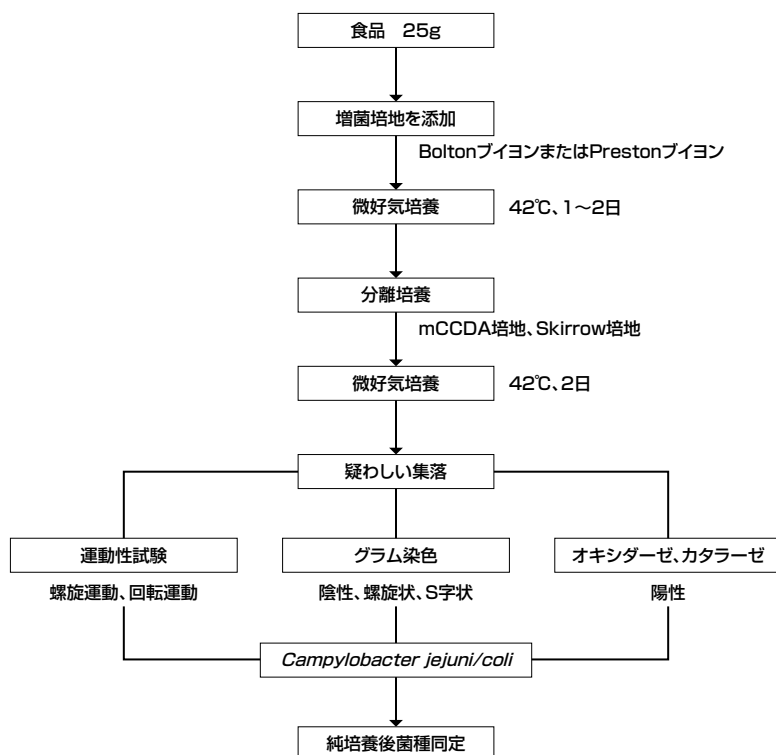 食品　25g
増菌培地を添加
BoltonブイヨンまたはPrestonブイヨン
微好気培養　42℃、1〜2日
分離培養
mCCDA培地、Skirrow培地
微好気培養　42℃、2日
疑わしい集落
運動性試験　グラム染色　オキシダーゼ、カタラーゼ
螺旋運動、回転運動　陰性、螺旋状、S字状　陽性
Campylobacter jejuni/coli
純培養後菌種同定